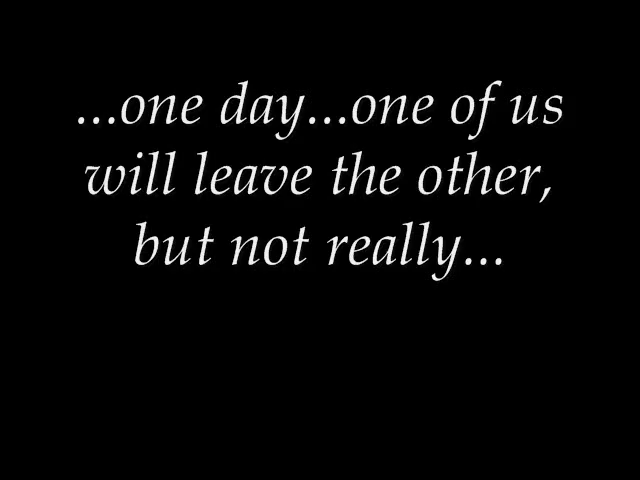 ...one day...one of us
will leave the other,
but not really...